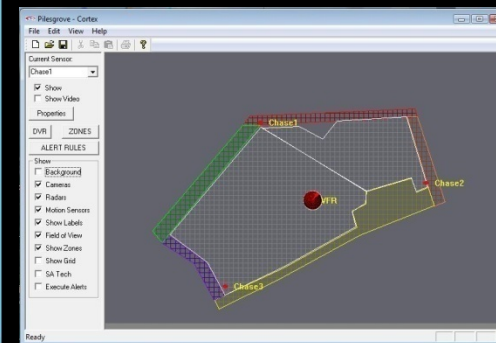 Pilesgrove - Cortex
File Edit View Help
Current Sensor:
Chase1
Show
Show Video
Properties
DVR ZONES
ALERT RULES
Show
Background
Cameras
Radars
Motion Sensors
Show Labels
Field of View
Show Zones
Show Grid
SA Tech
Execute Alerts
Chase1
Chase2
VFR
Chase3
Ready